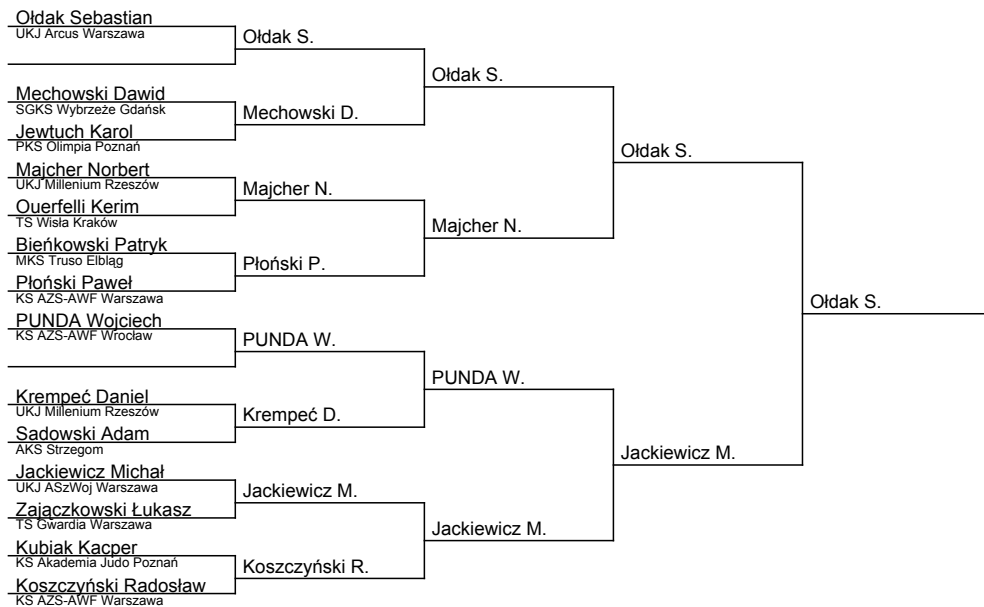 Ołdak Sebastian
UKJ Arcus Warszawa
Mechowski Dawid
SGKS Wybrzeże Gdańsk
Jewtuch Karol
PKS Olimpia Poznań
Majcher Norbert
UKJ Millenium Rzeszów
Ouerfelli Kerim
TS Wisła Kraków
Bieńkowski Patryk
MKS Truso Elbląg
Płoński Paweł
KS AZS-AWF Warszawa
PUNDA Wojciech
KS AZS-AWF Wrocław
Krempeć Daniel
UKJ Millenium Rzeszów
Sadowski Adam
AKS Strzegom
Jackiewicz Michał
UKJ ASzWoj Warszawa
Zajączkowski Łukasz
TS Gwardia Warszawa
Kubiak Kacper
KS Akademia Judo Poznań
Koszczyński Radosław
KS AZS-AWF Warszawa
Ołdak S.
Mechowski D.
Majcher N.
Płoński P.
PUNDA W.
Krempeć D.
Jackiewicz M.
Koszczyński R.
Ołdak S.
Majcher N.
PUNDA W.
Jackiewicz M.
Ołdak S.
Jackiewicz M.
Ołdak S.